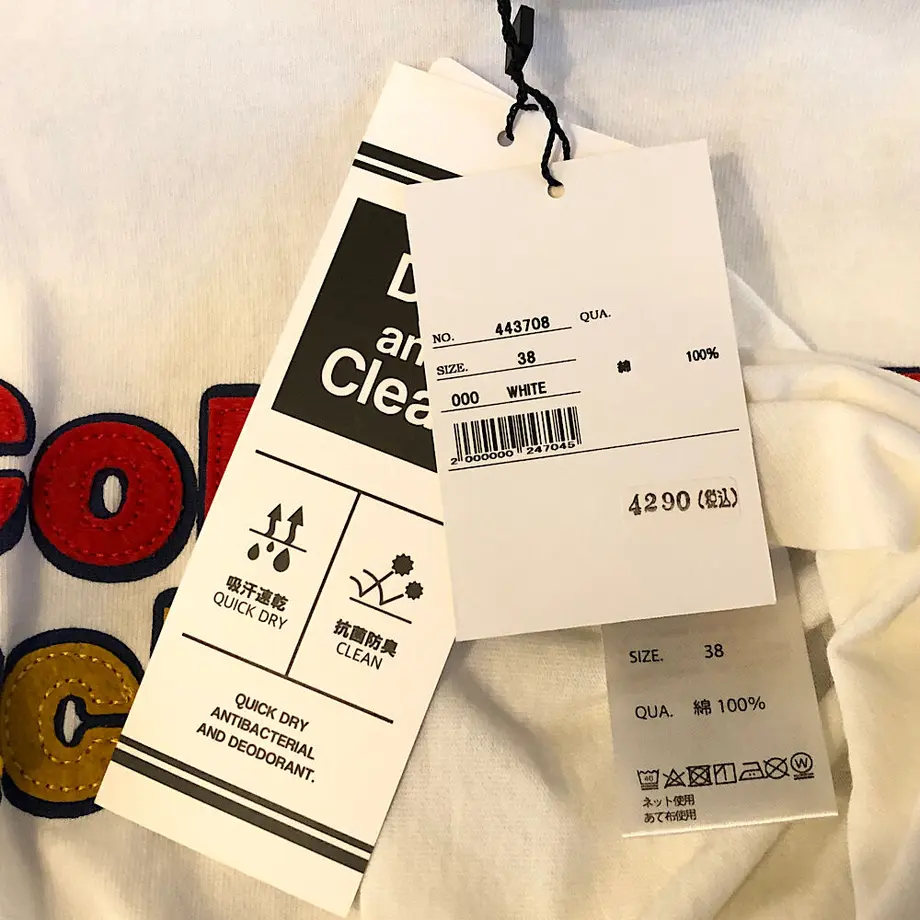 D
an
Clea
吸汗速乾
QUICK DRY
抗菌防臭
CLEAN
QUICK DRY
ANTIBACTERIAL
AND DEODORANT.
NO. 443708 QUA.
SIZE. 38 綿 100%
000 WHITE
2 000000 247045
4290 (税込)
SIZE. 38
QUA. 綿 100%
40
W
ネット使用
あて布使用